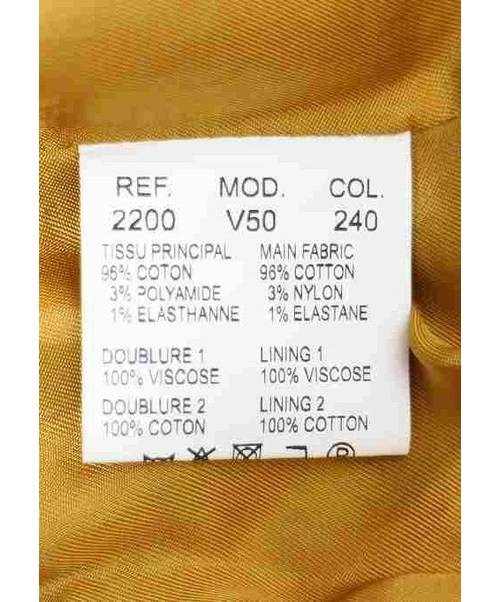 REF. MOD. COL.
2200 V50 240
TISSU PRINCIPAL MAIN FABRIC
96% COTON 96% COTTON
3% POLYAMIDE 3% NYLON
1% ELASTHANNE 1% ELASTANE
DOUBLURE 1 LINING 1
100% VISCOSE 100% VISCOSE
DOUBLURE 2 LINING 2
100% COTON 100% COTTON
P